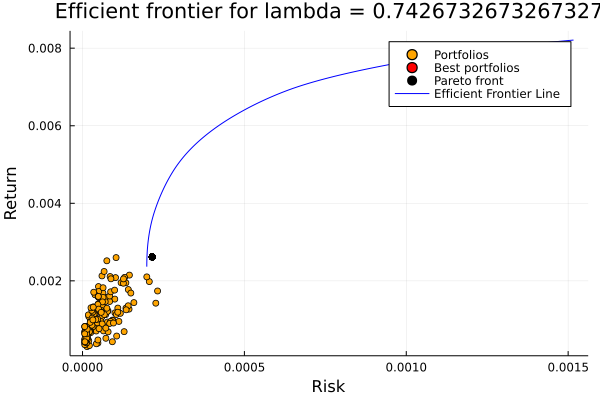 Efficient frontier for lambda = 0.7426732673267327
0.008
0.006
0.004
0.002
Return
Portfolios
Best portfolios
Pareto front
Efficient Frontier Line
0.0000
0.0005
0.0010
0.0015
Risk